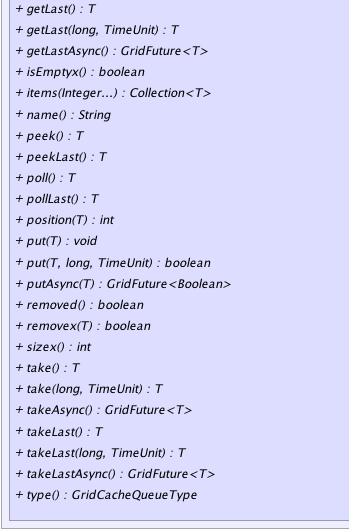 + getLast() : T
+ getLast(long, TimeUnit) : T
+ getLastAsync() : GridFuture<T>
+ isEmptyx() : boolean
+ items(Integer...) : Collection<T>
+ name() : String
+ peek() : T
+ peekLast() : T
+ poll() : T
+ pollLast() : T
+ position(T) : int
+ put(T) : void
+ put(T, long, TimeUnit) : boolean
+ putAsync(T) : GridFuture<Boolean>
+ removed() : boolean
+ removex(T) : boolean
+ sizex() : int
+ take() : T
+ take(long, TimeUnit) : T
+ takeAsync() : GridFuture<T>
+ takeLast() : T
+ takeLast(long, TimeUnit) : T
+ takeLastAsync() : GridFuture<T>
+ type() : GridCacheQueueType